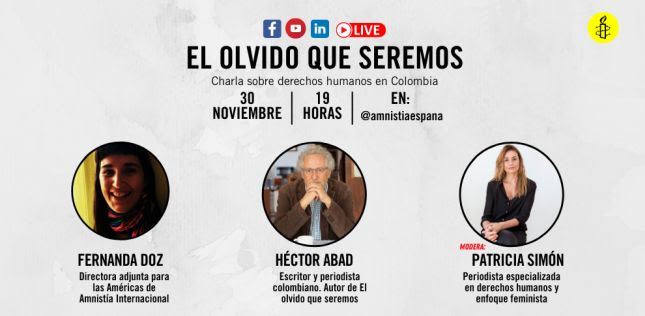 LIVE
EL OLVIDO QUE SEREMOS
Charla sobre derechos humanos en Colombia
30
NOVIEMBRE
19
HORAS
EN:
@amnistiaespana
FERNANDA DOZ
Directora adjunta para
las Américas de
Amnistía Internacional
HÉCTOR ABAD
Escritor y periodista
colombiano. Autor de El
olvido que seremos
MODERA:
PATRICIA SIMÓN
Periodista especializada
en derechos humanos y
enfoque feminista